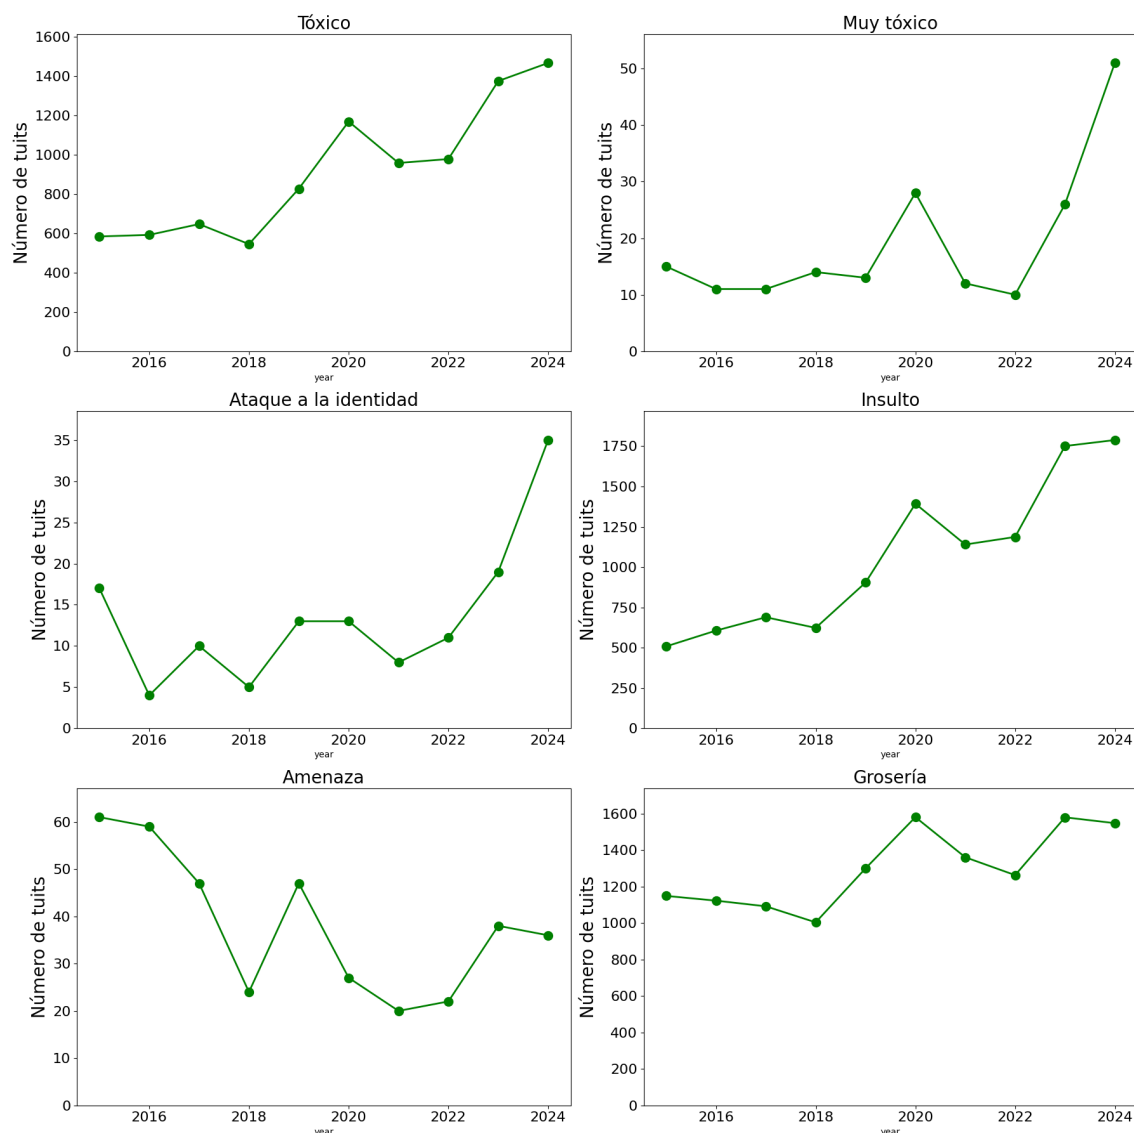 Tóxico
1600
1400
1200
1000
800
600
400
200
0
Número de tuits
2016 2018 2020 2022 2024
year
Muy tóxico
50
40
30
20
10
0
Número de tuits
2016 2018 2020 2022 2024
year
Ataque a la identidad
35
30
25
20
15
10
5
0
Número de tuits
2016 2018 2020 2022 2024
year
Insulto
1750
1500
1250
1000
750
500
250
0
Número de tuits
2016 2018 2020 2022 2024
year
Amenaza
60
50
40
30
20
10
0
Número de tuits
2016 2018 2020 2022 2024
year
Grosería
1600
1400
1200
1000
800
600
400
200
0
Número de tuits
2016 2018 2020 2022 2024
year